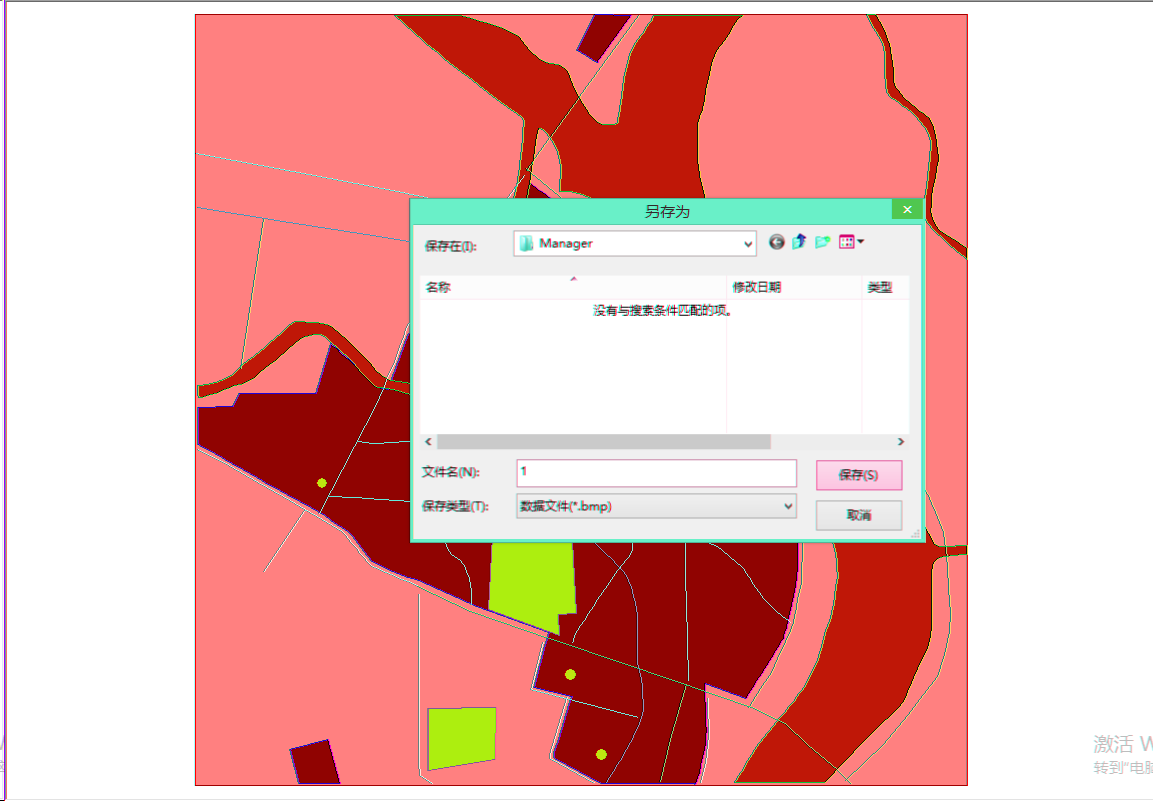 另存为
保存在(I):
Manager
名称
修改日期
类型
没有与搜索条件匹配的项。
文件名(N):
1
保存(S)
保存类型(T):
数据文件(*.bmp)
取消
激活 W
转到"电脑